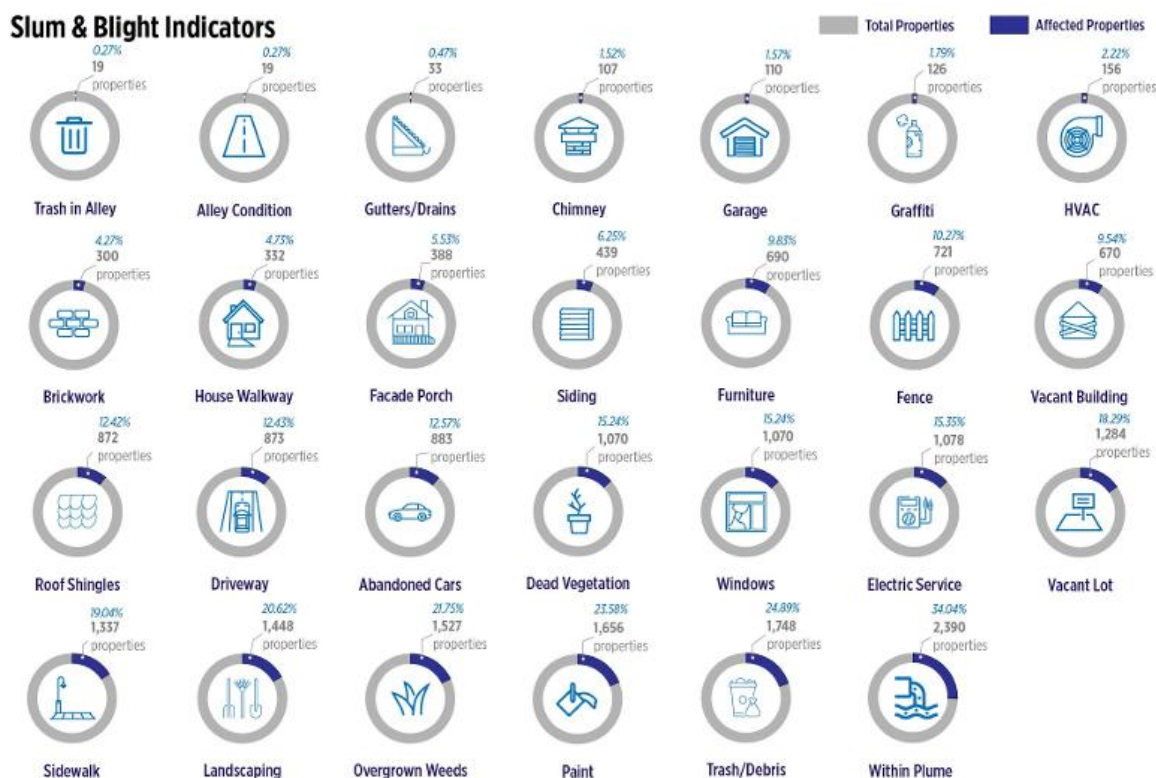 Slum & Blight Indicators
Total Properties
Affected Properties
0.27%
19
properties
Trash in Alley
0.27%
19
properties
Alley Condition
0.47%
33
properties
Gutters/Drains
1.52%
107
properties
Chimney
1.57%
110
properties
Garage
1.79%
126
properties
Graffiti
2.22%
156
properties
HVAC
4.27%
300
properties
Brickwork
4.73%
332
properties
House Walkway
5.53%
388
properties
Facade Porch
6.25%
439
properties
Siding
9.83%
690
properties
Furniture
10.27%
721
properties
Fence
9.54%
670
properties
Vacant Building
12.42%
872
properties
Roof Shingles
12.43%
873
properties
Driveway
12.57%
883
properties
Abandoned Cars
15.24%
1,070
properties
Dead Vegetation
15.24%
1,070
properties
Windows
15.35%
1,078
properties
Electric Service
18.29%
1,284
properties
Vacant Lot
19.04%
1,337
properties
Sidewalk
20.62%
1,448
properties
Landscaping
21.75%
1,527
properties
Overgrown Weeds
23.58%
1,656
properties
Paint
24.89%
1,748
properties
Trash/Debris
34.04%
2,390
properties
Within Plume